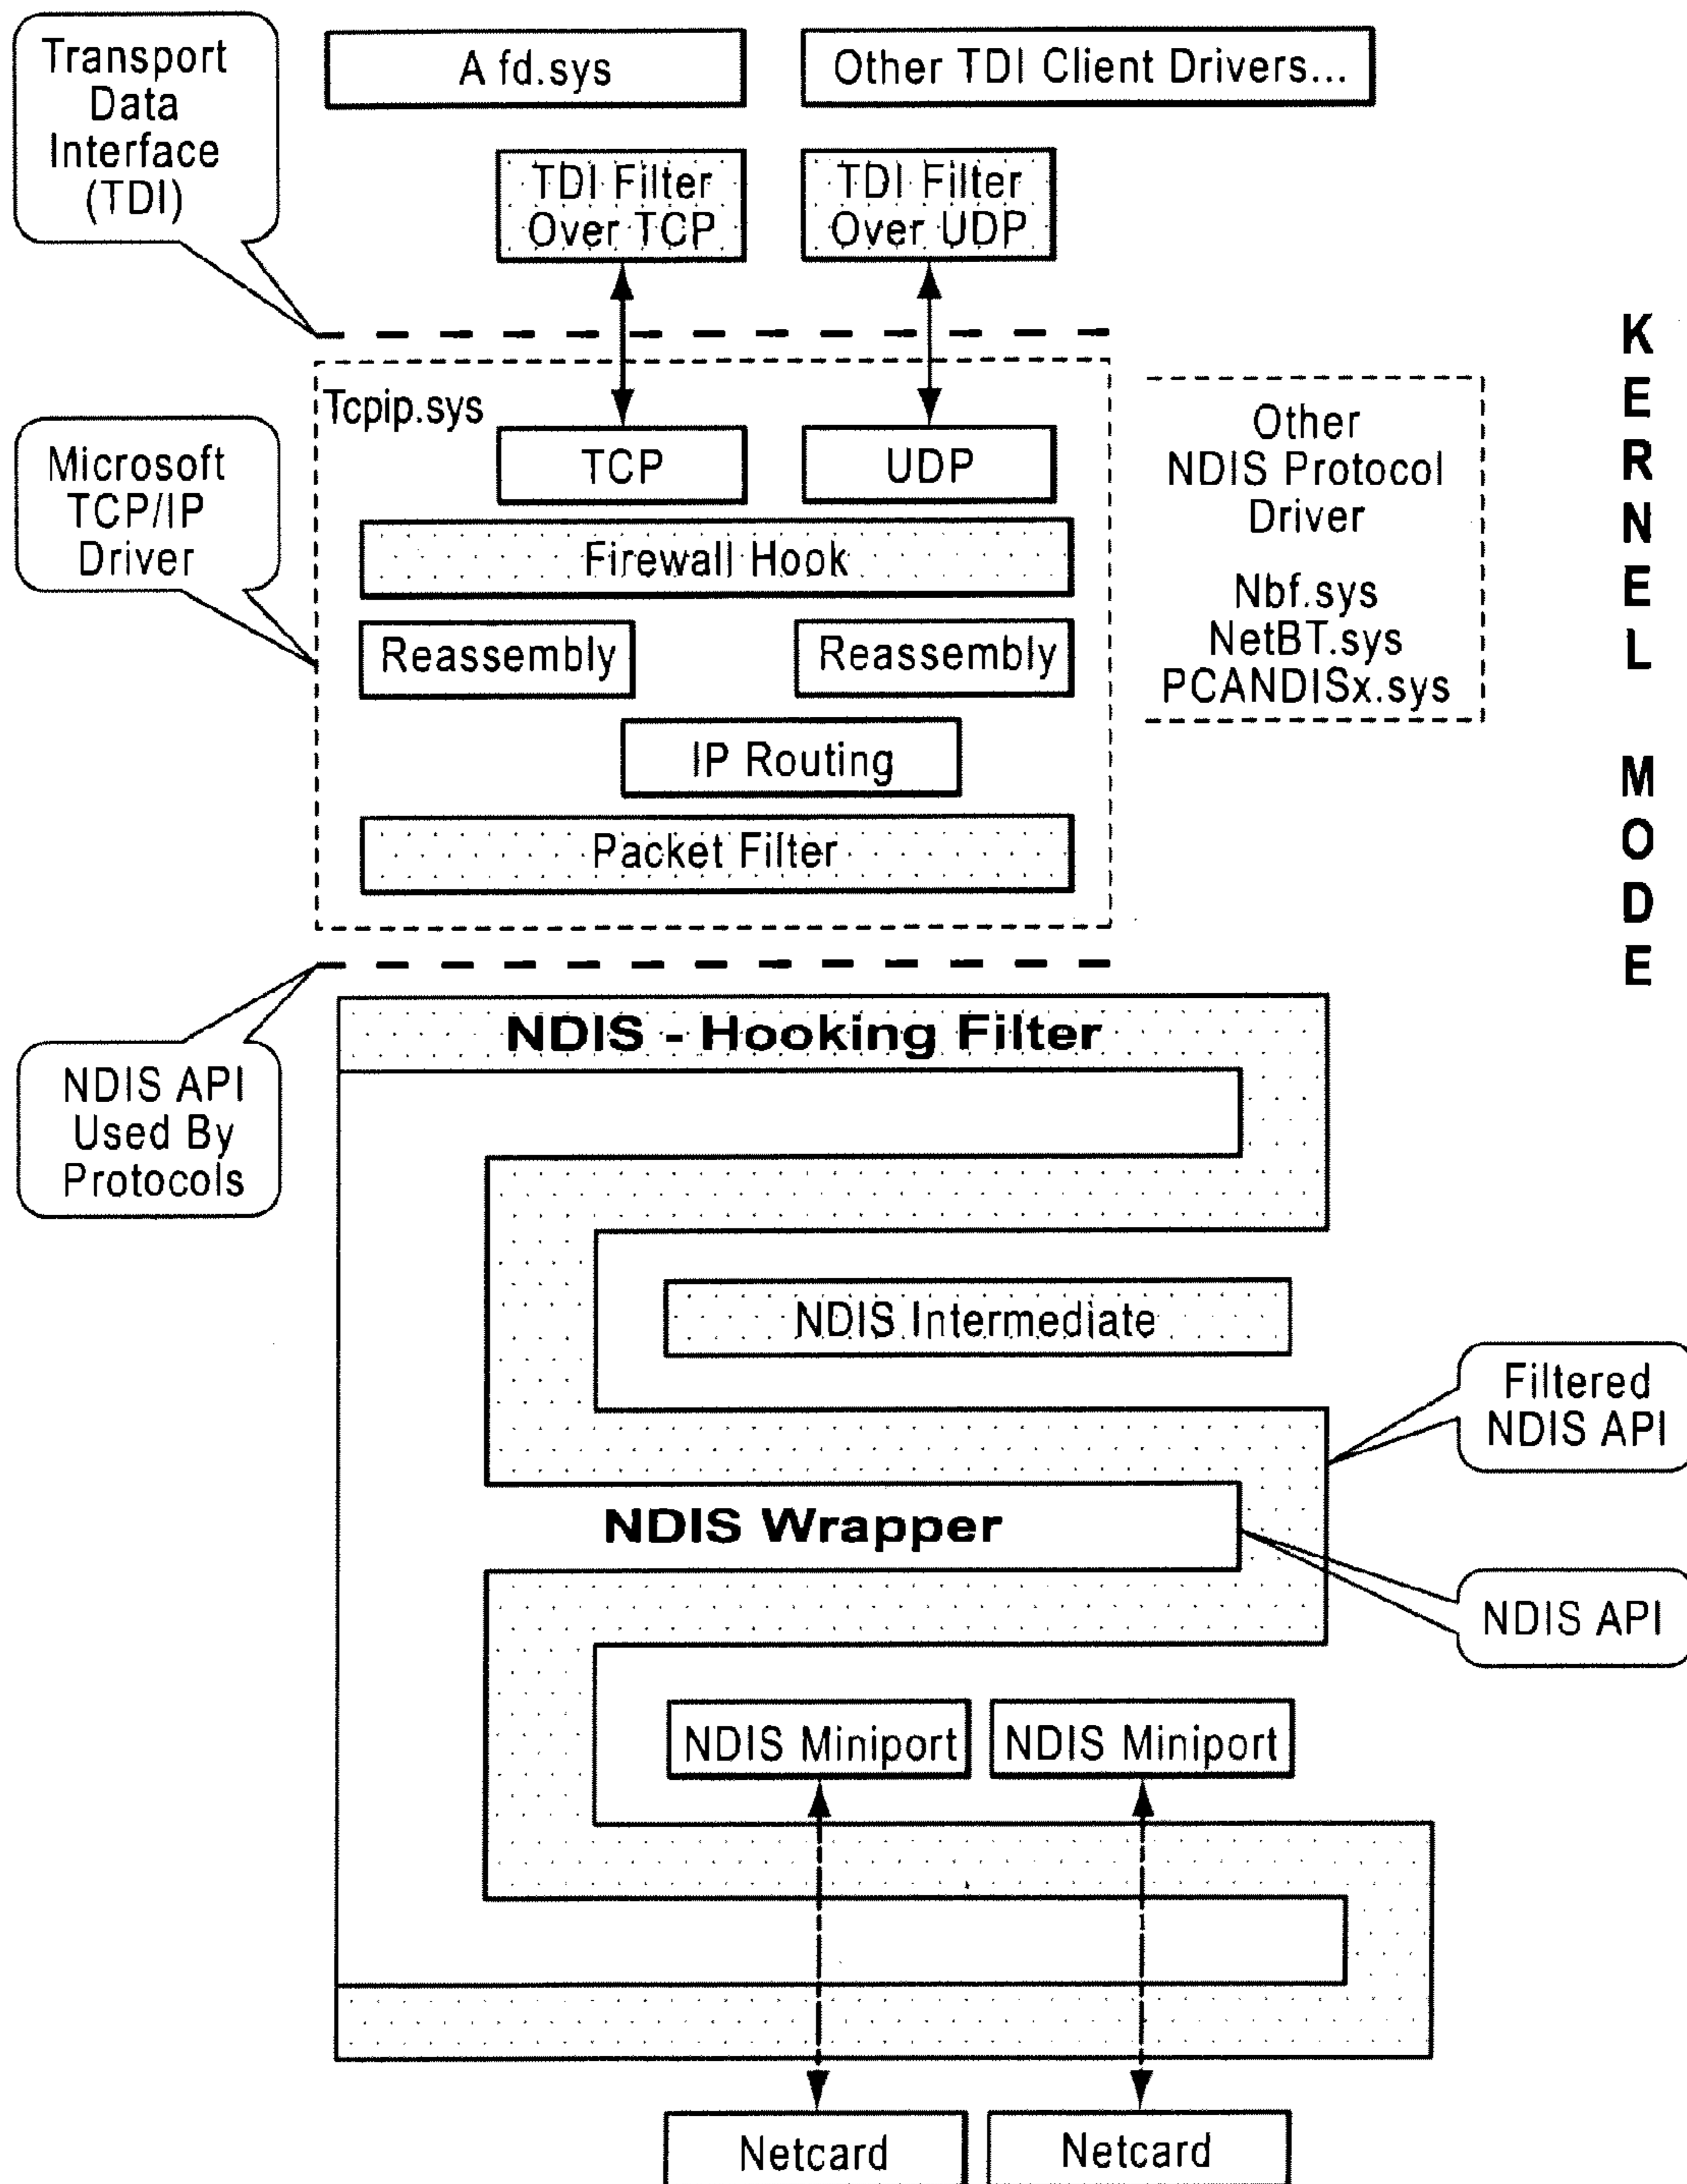 Transport
Data
Interface
(TDI)
A fd.sys
Other TDI Client Drivers...
TDI Filter
Over TCP
TDI Filter
Over UDP
Microsoft
TCP/IP
Driver
Tcpip.sys
TCP
UDP
Firewall Hook
Reassembly
Reassembly
IP Routing
Packet Filter
Other
NDIS Protocol
Driver
Nbf.sys
NetBT.sys
PCANDISx.sys
KERNEL MODE
NDIS API
Used By
Protocols
NDIS - Hooking Filter
NDIS Intermediate
Filtered
NDIS API
NDIS Wrapper
NDIS API
NDIS Miniport
NDIS Miniport
Netcard
Netcard